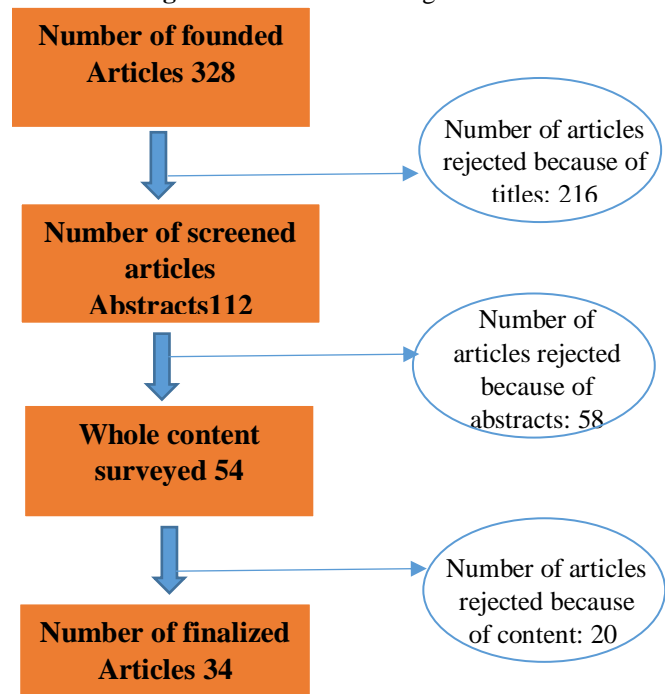 Number of founded
Articles 328
Number of articles
rejected because of
titles: 216
Number of screened
articles
Abstracts112
Number of
articles rejected
because of
abstracts: 58
Whole content
surveyed 54
Number of articles
rejected because
of content: 20
Number of finalized
Articles 34